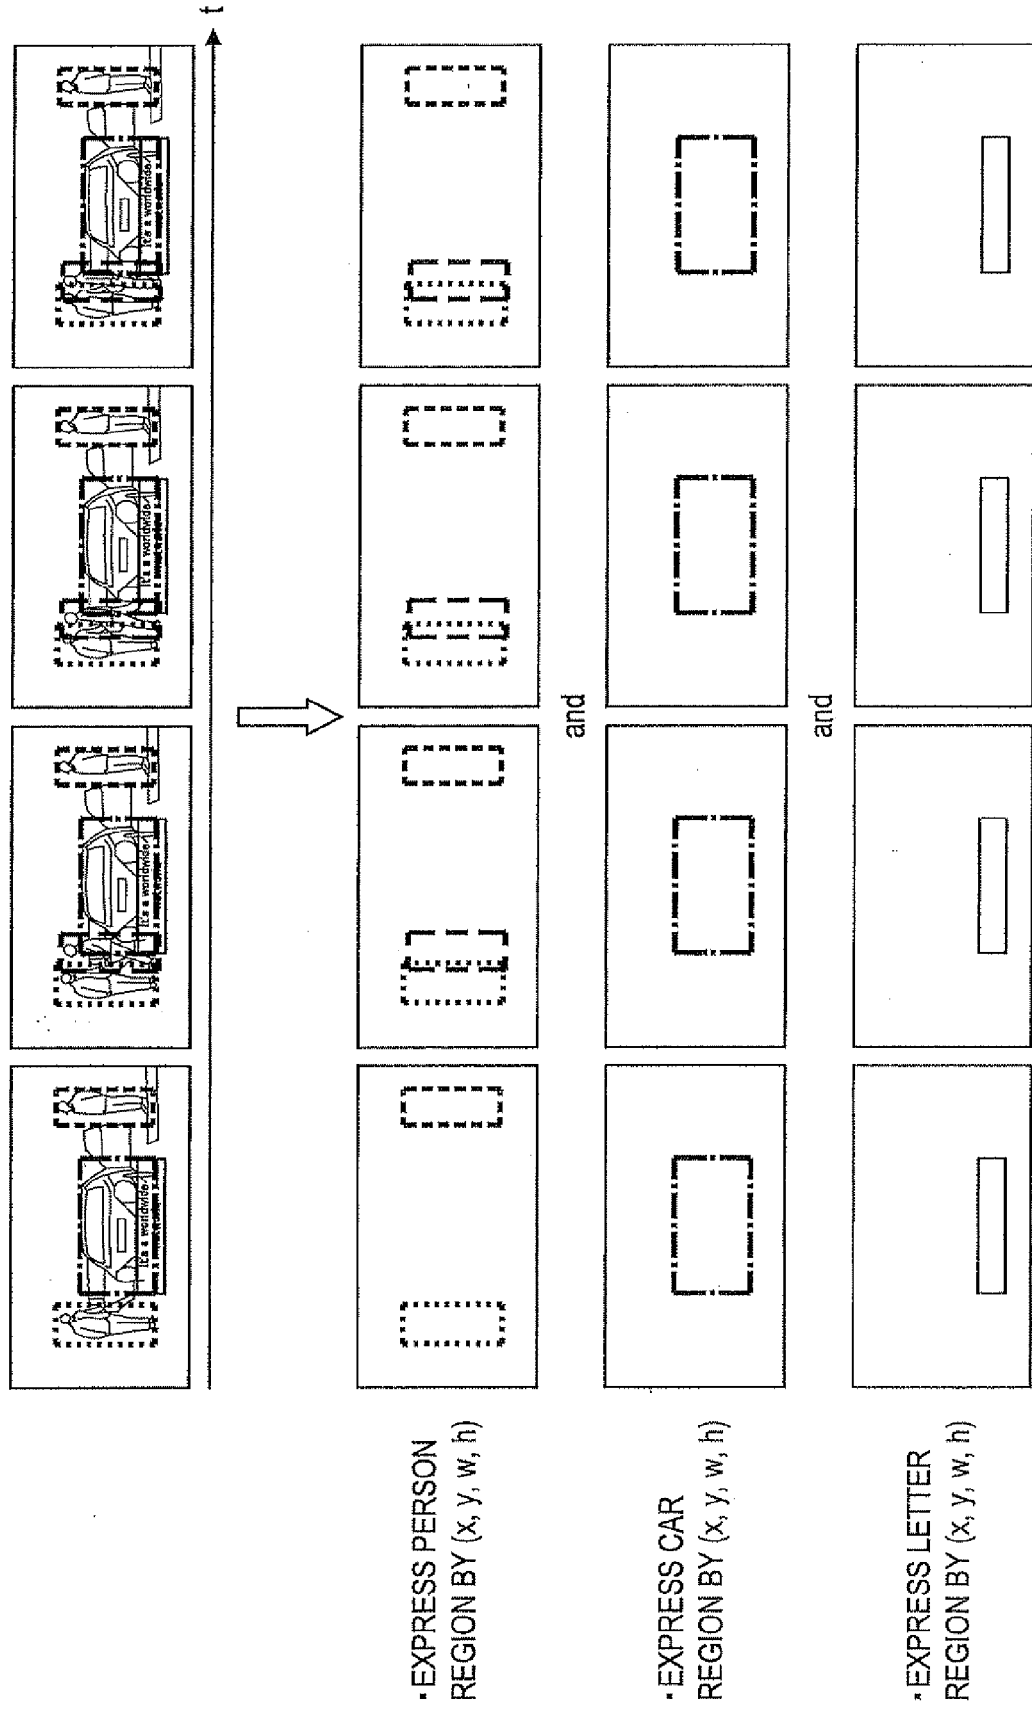 t
It's a worldwide
It's a worldwide
It's a worldwide
It's a worldwide
▪ EXPRESS PERSON
REGION BY (x, y, w, h)
and
▪ EXPRESS CAR
REGION BY (x, y, w, h)
and
▪ EXPRESS LETTER
REGION BY (x, y, w, h)